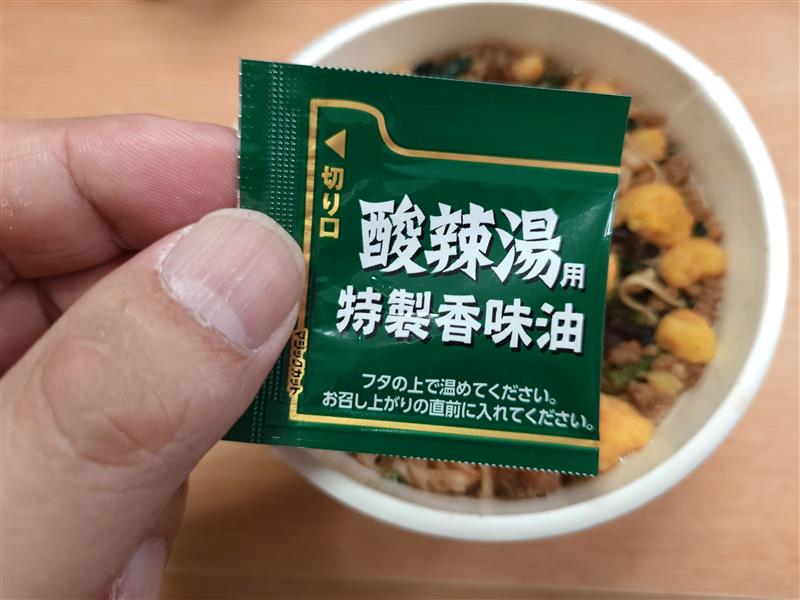 ◀切り口
酸辣湯用
特製香味油
マジックカット
フタの上で温めてください。
お召し上がりの直前に入れてください。